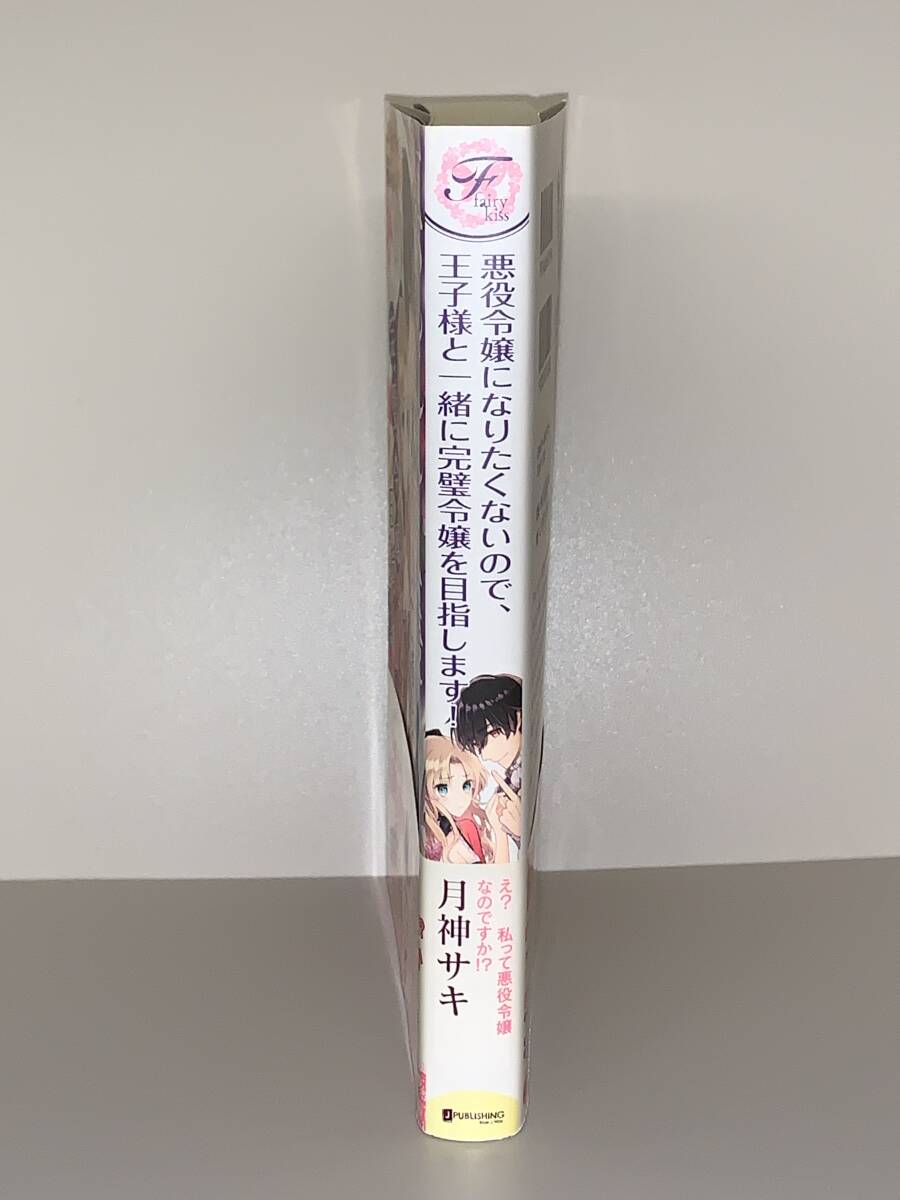 F
fairy
kiss
悪役令嬢になりたくないので、
王子様と一緒に完璧令嬢を目指します!
え? 私って悪役令嬢
なのですか!?
月神サキ
J PUBLISHING